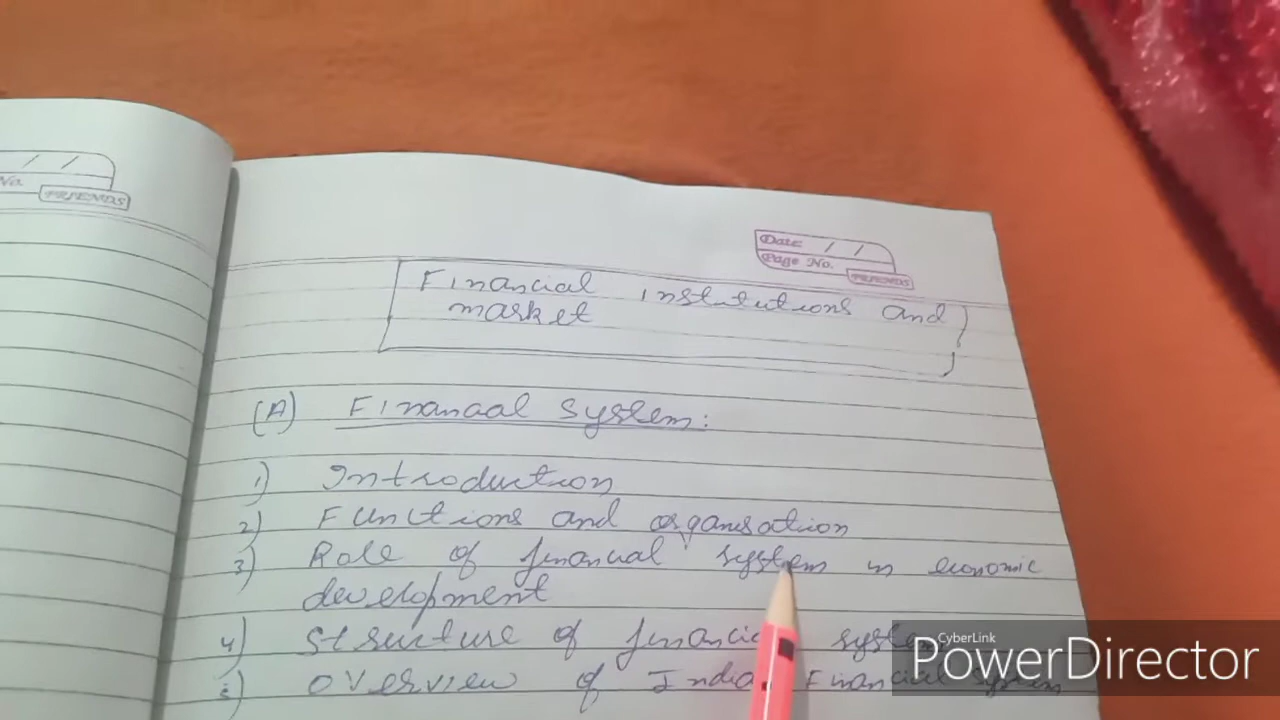 No.
FRIENDS
Date / /
Page No.
FRIENDS
Financial institutions and
market
(A) Financial system:
1) Introduction
2) Functions and organisation
3) Role of financial system in economic
development
4) Structure of financial system
5) Overview of Indian Financial System
CyberLink
PowerDirector